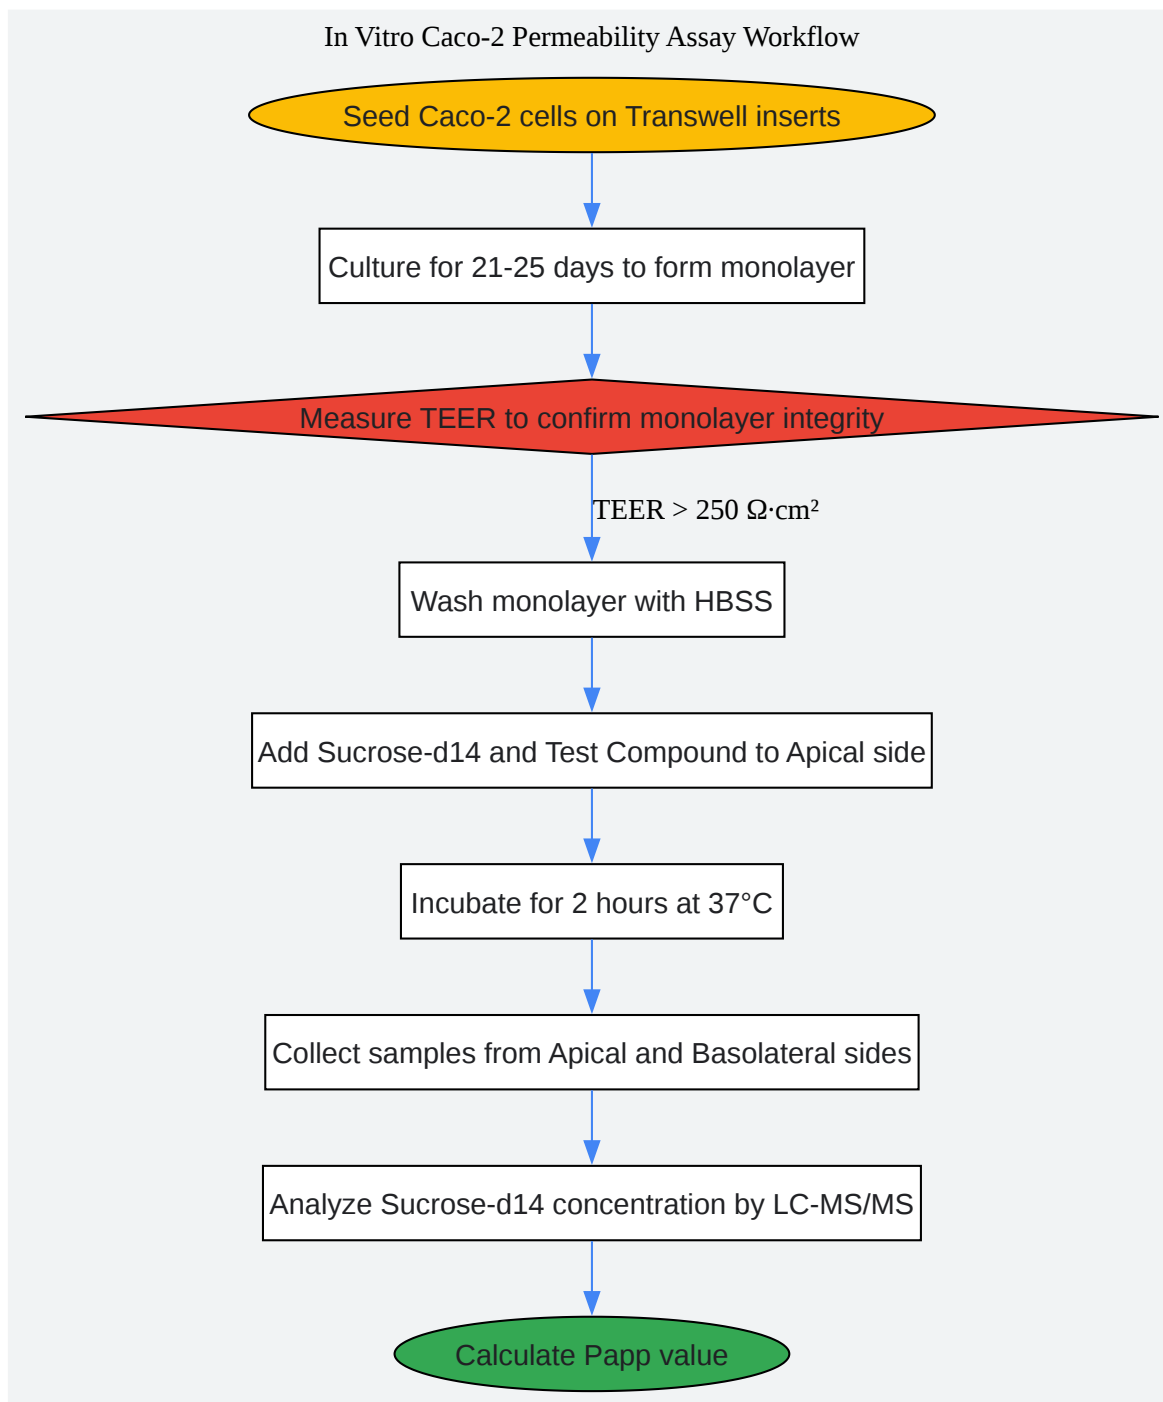 In Vitro Caco-2 Permeability Assay Workflow
Seed Caco-2 cells on Transwell inserts
Culture for 21-25 days to form monolayer
Measure TEER to confirm monolayer integrity
TEER > 250 Ω·cm²
Wash monolayer with HBSS
Add Sucrose-d14 and Test Compound to Apical side
Incubate for 2 hours at 37°C
Collect samples from Apical and Basolateral sides
Analyze Sucrose-d14 concentration by LC-MS/MS
Calculate Papp value